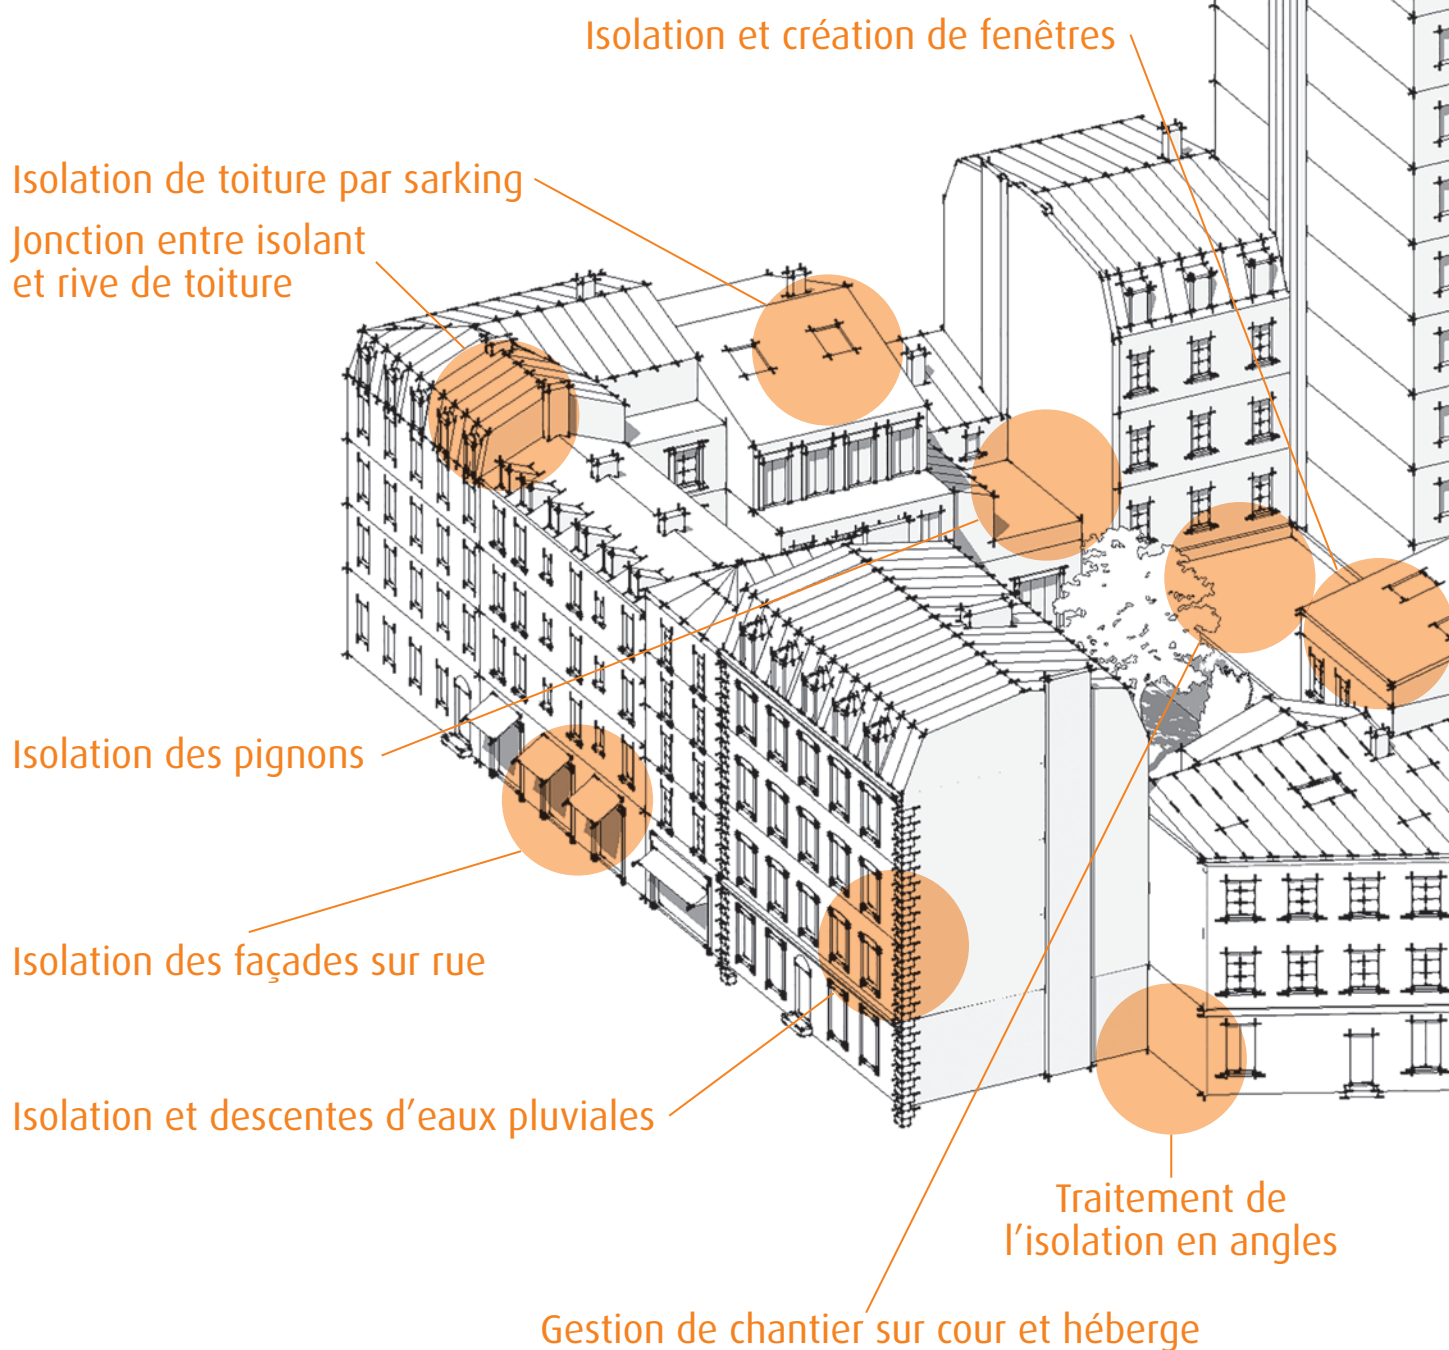 Isolation et création de fenêtres
Isolation de toiture par sarking
Jonction entre isolant
et rive de toiture
Isolation des pignons
Isolation des façades sur rue
Isolation et descentes d’eaux pluviales
Traitement de
l’isolation en angles
Gestion de chantier sur cour et héberge